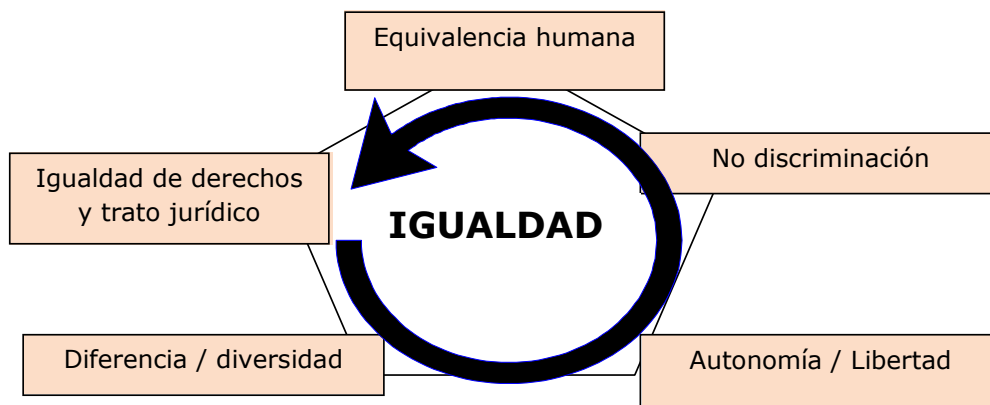 Equivalencia humana
No discriminación
Igualdad de derechos
y trato jurídico
IGUALDAD
Diferencia / diversidad
Autonomía / Libertad